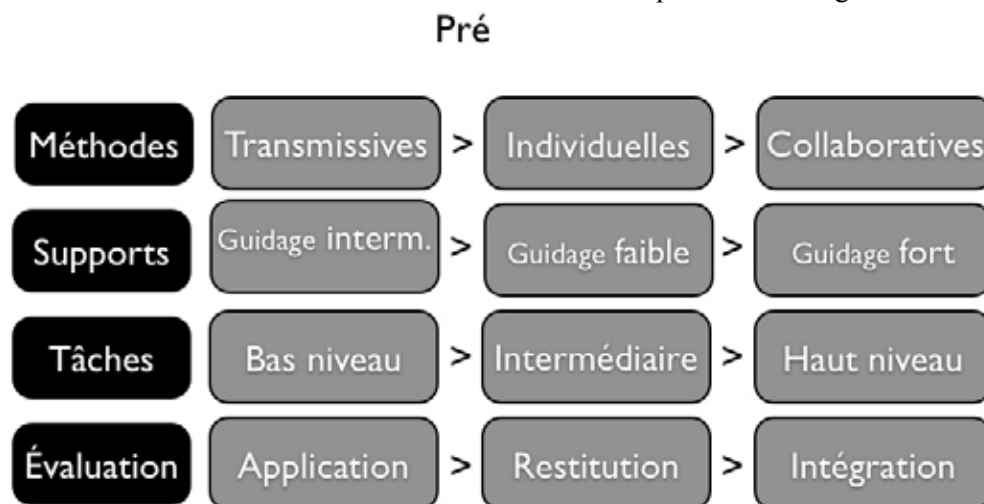 Pré
Méthodes Transmissives > Individuelles > Collaboratives
Supports Guidage interm. > Guidage faible > Guidage fort
Tâches Bas niveau > Intermédiaire > Haut niveau
Évaluation Application > Restitution > Intégration